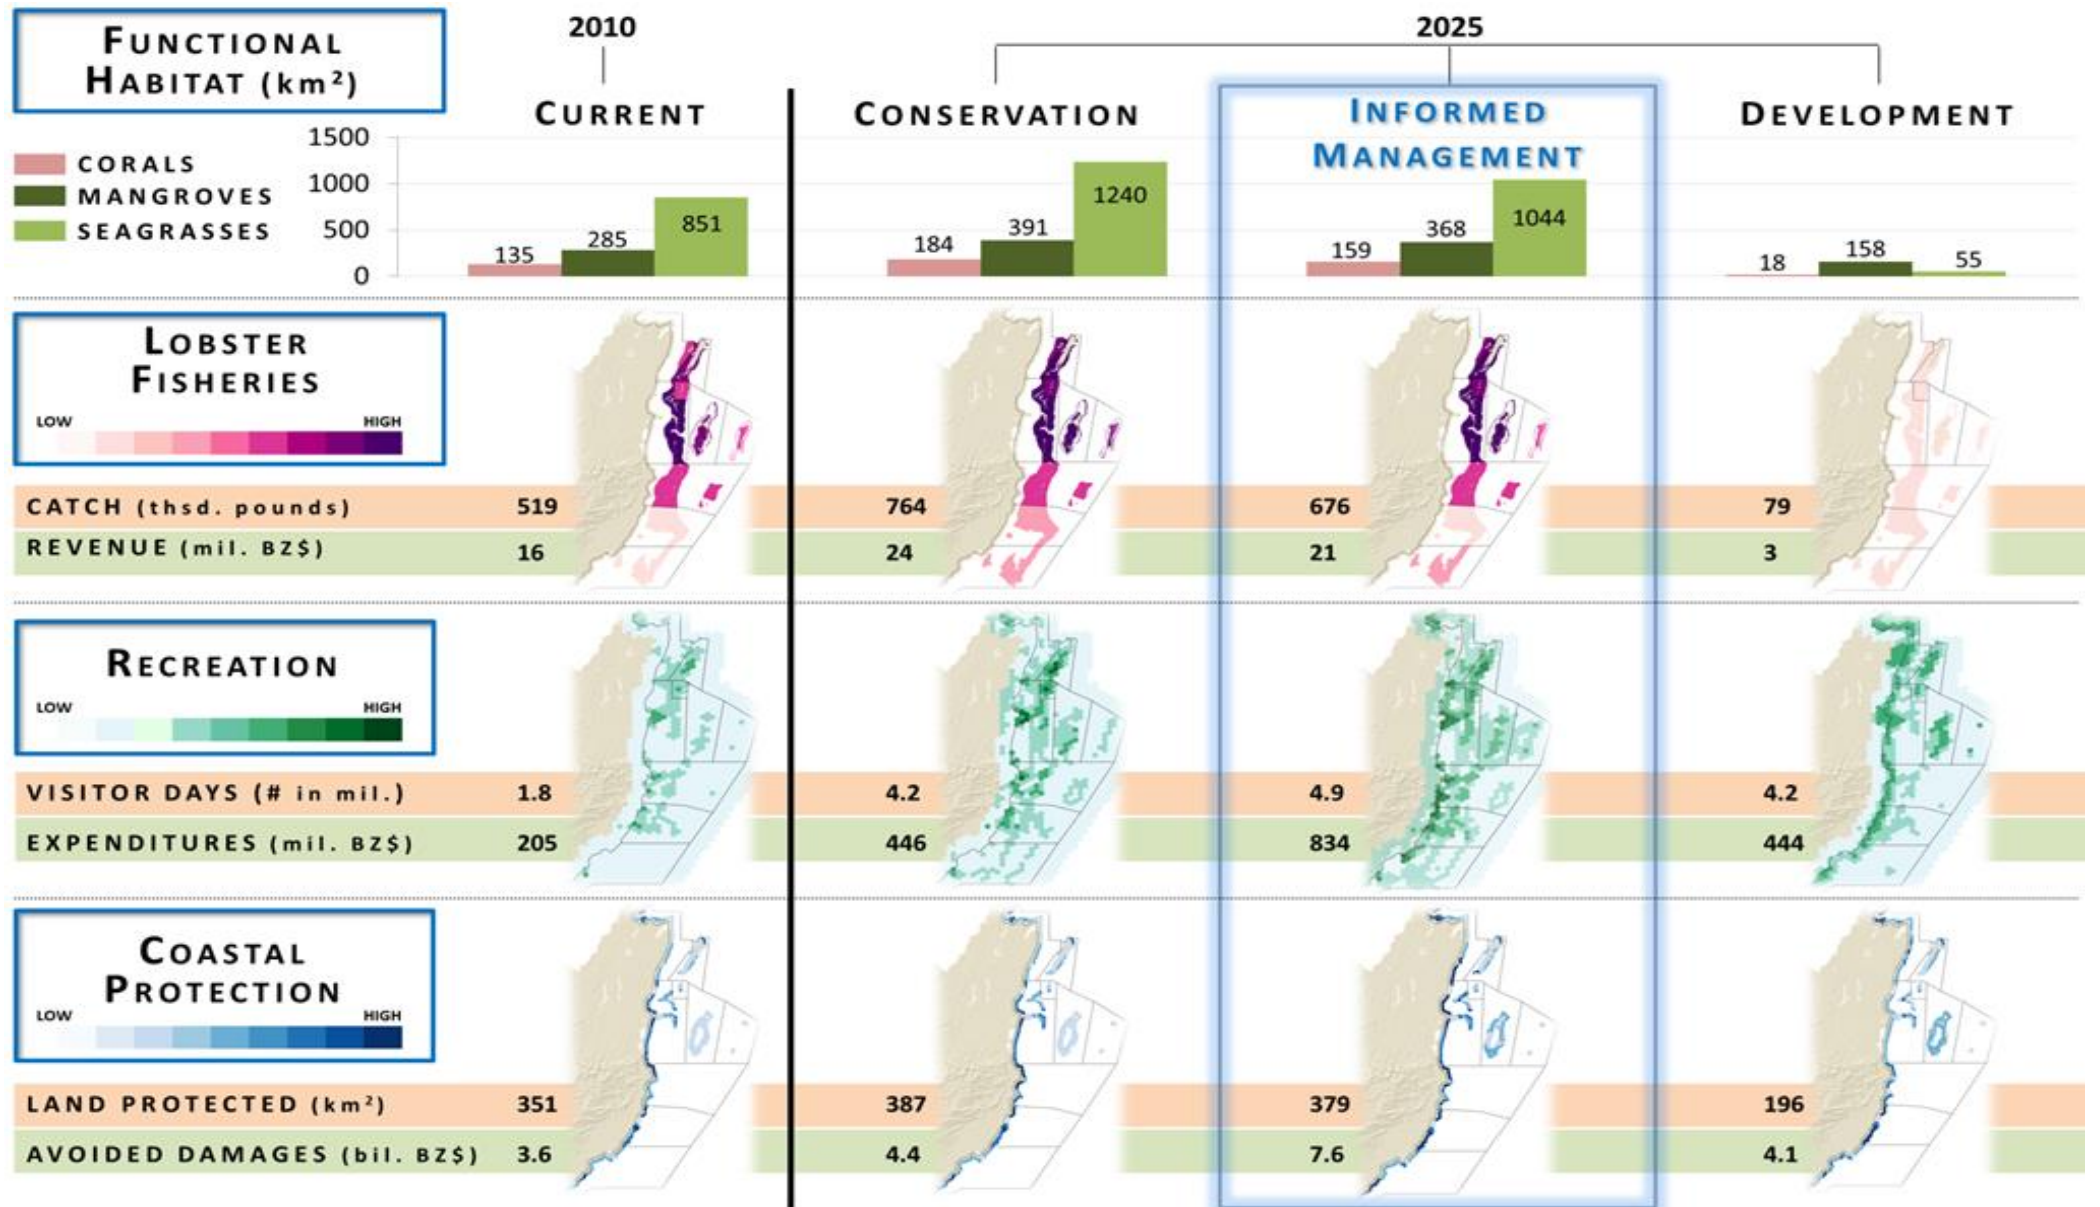 FUNCTIONAL
HABITAT (km²)
2010
2025
CURRENT
CONSERVATION
INFORMED
MANAGEMENT
DEVELOPMENT
CORALS
MANGROVES
SEAGRASSES
1500
1000
500
0
135
285
851
184
391
1240
159
368
1044
18
158
55
LOBSTER
FISHERIES
LOW HIGH
CATCH (thsd. pounds) 519 764 676 79
REVENUE (mil. BZ$) 16 24 21 3
RECREATION
LOW HIGH
VISITOR DAYS (# in mil.) 1.8 4.2 4.9 4.2
EXPENDITURES (mil. BZ$) 205 446 834 444
COASTAL
PROTECTION
LOW HIGH
LAND PROTECTED (km²) 351 387 379 196
AVOIDED DAMAGES (bil. BZ$) 3.6 4.4 7.6 4.1